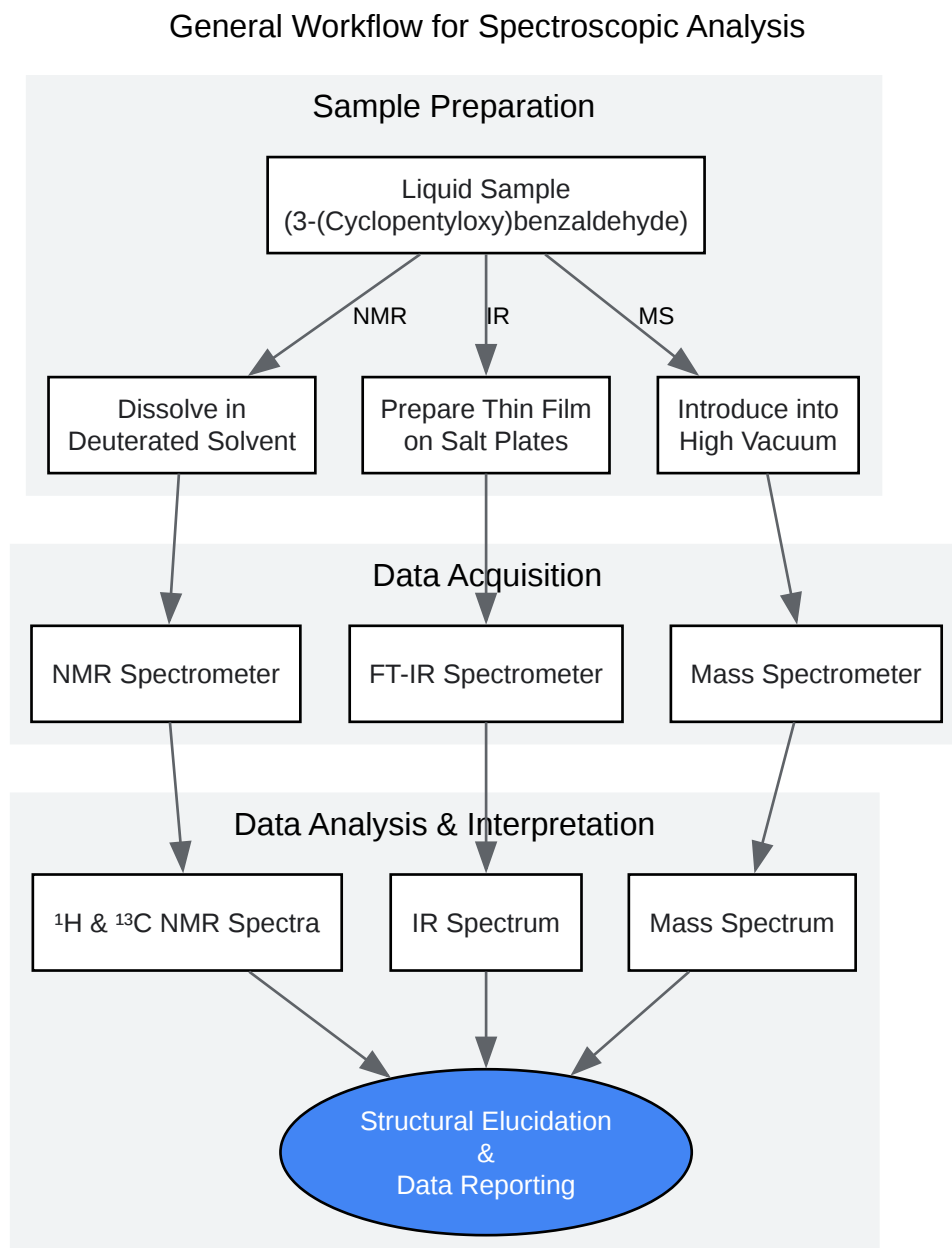 General Workflow for Spectroscopic Analysis
Sample Preparation
Liquid Sample
(3-(Cyclopentyloxy)benzaldehyde)
NMR
IR
MS
Dissolve in
Deuterated Solvent
Prepare Thin Film
on Salt Plates
Introduce into
High Vacuum
Data Acquisition
NMR Spectrometer
FT-IR Spectrometer
Mass Spectrometer
Data Analysis & Interpretation
¹H & ¹³C NMR Spectra
IR Spectrum
Mass Spectrum
Structural Elucidation
&
Data Reporting